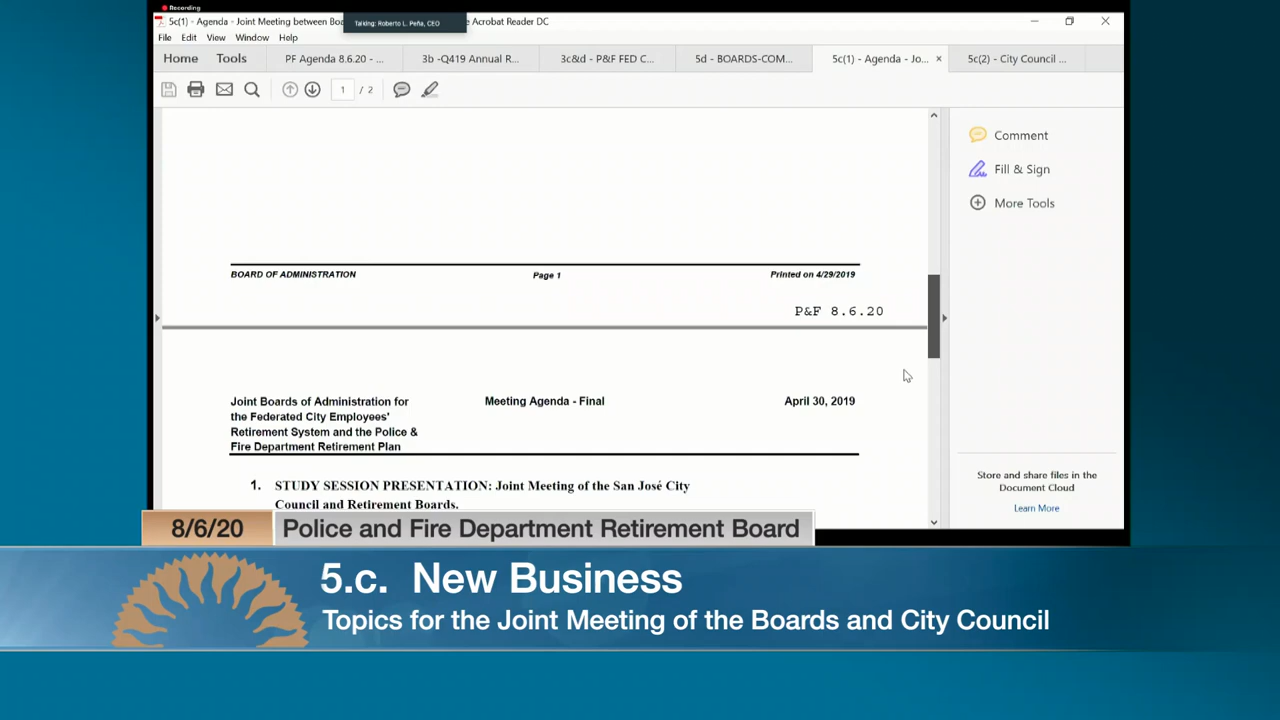 Recording
5c(1) - Agenda - Joint Meeting between Boa
Talking: Roberto L. Peña, CEO
e Acrobat Reader DC
File Edit View Window Help
Home Tools PF Agenda 8.6.20 - ... 3b -Q419 Annual R... 3c&d - P&F FED C... 5d - BOARDS-COM... 5c(1) - Agenda - Jo... × 5c(2) - City Council ...
1 / 2
Comment
Fill & Sign
More Tools
BOARD OF ADMINISTRATION Page 1 Printed on 4/29/2019
P&F 8.6.20
Joint Boards of Administration for Meeting Agenda - Final April 30, 2019
the Federated City Employees'
Retirement System and the Police &
Fire Department Retirement Plan
1. STUDY SESSION PRESENTATION: Joint Meeting of the San José City
Council and Retirement Boards.
Store and share files in the
Document Cloud
Learn More
8/6/20 Police and Fire Department Retirement Board
5.c. New Business
Topics for the Joint Meeting of the Boards and City Council